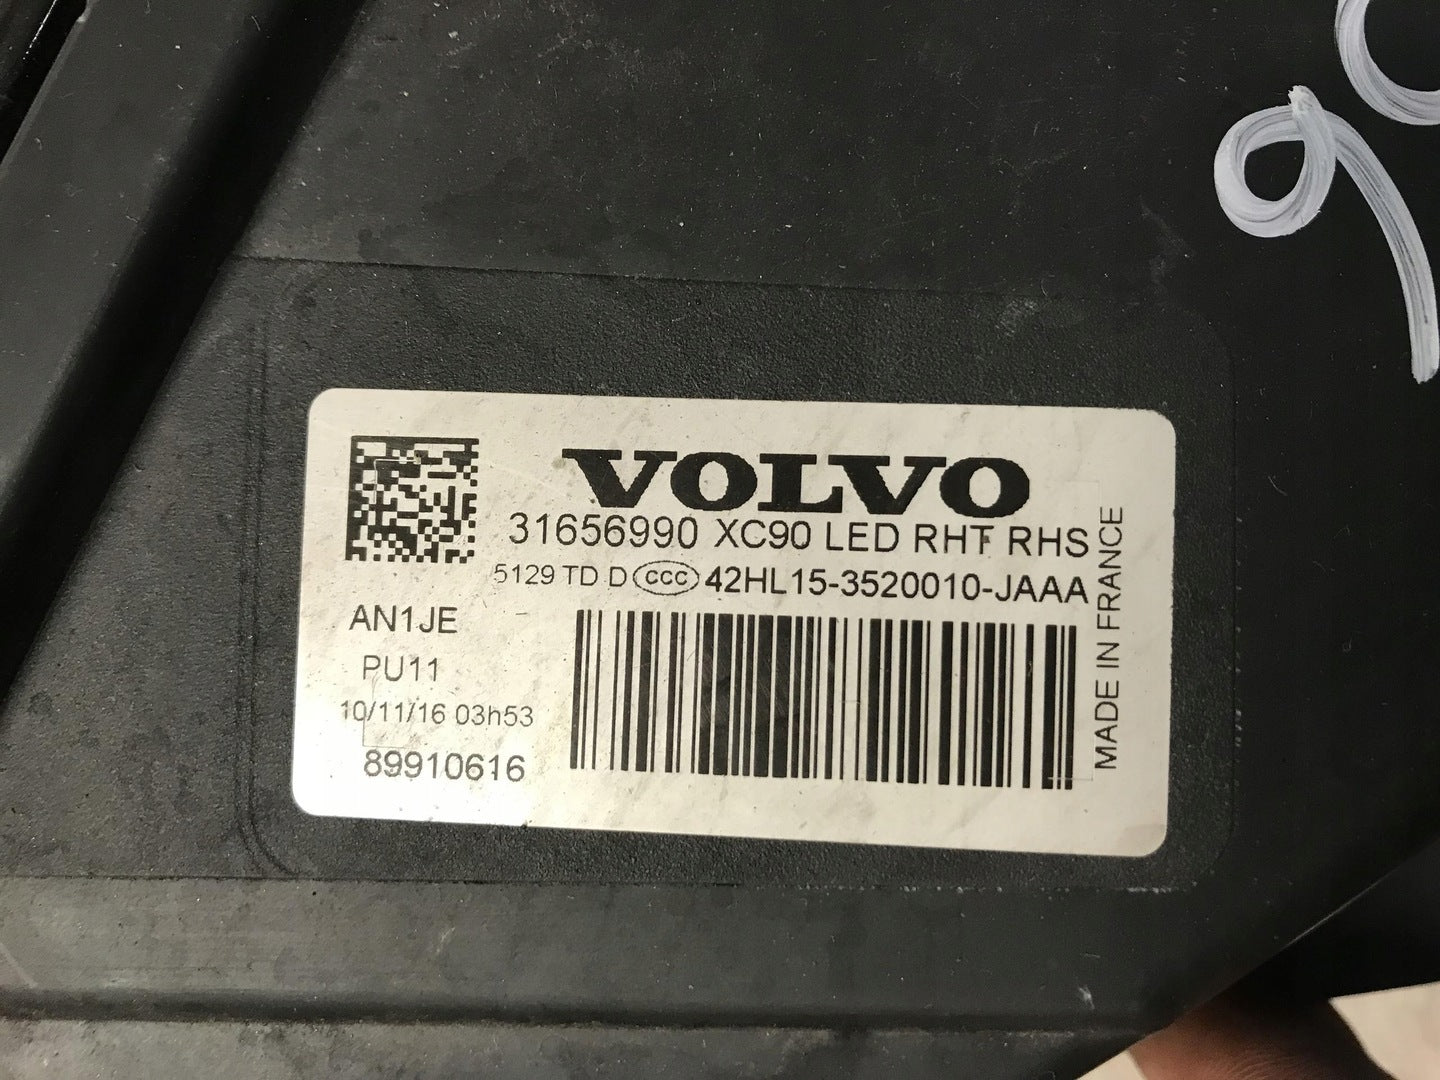 VOLVO
31656990 XC90 LED RHT RHS
5129 TD D CCC 42HL15-3520010-JAAA
AN1JE
PU11
10/11/16 03h53
89910616
MADE IN FRANCE